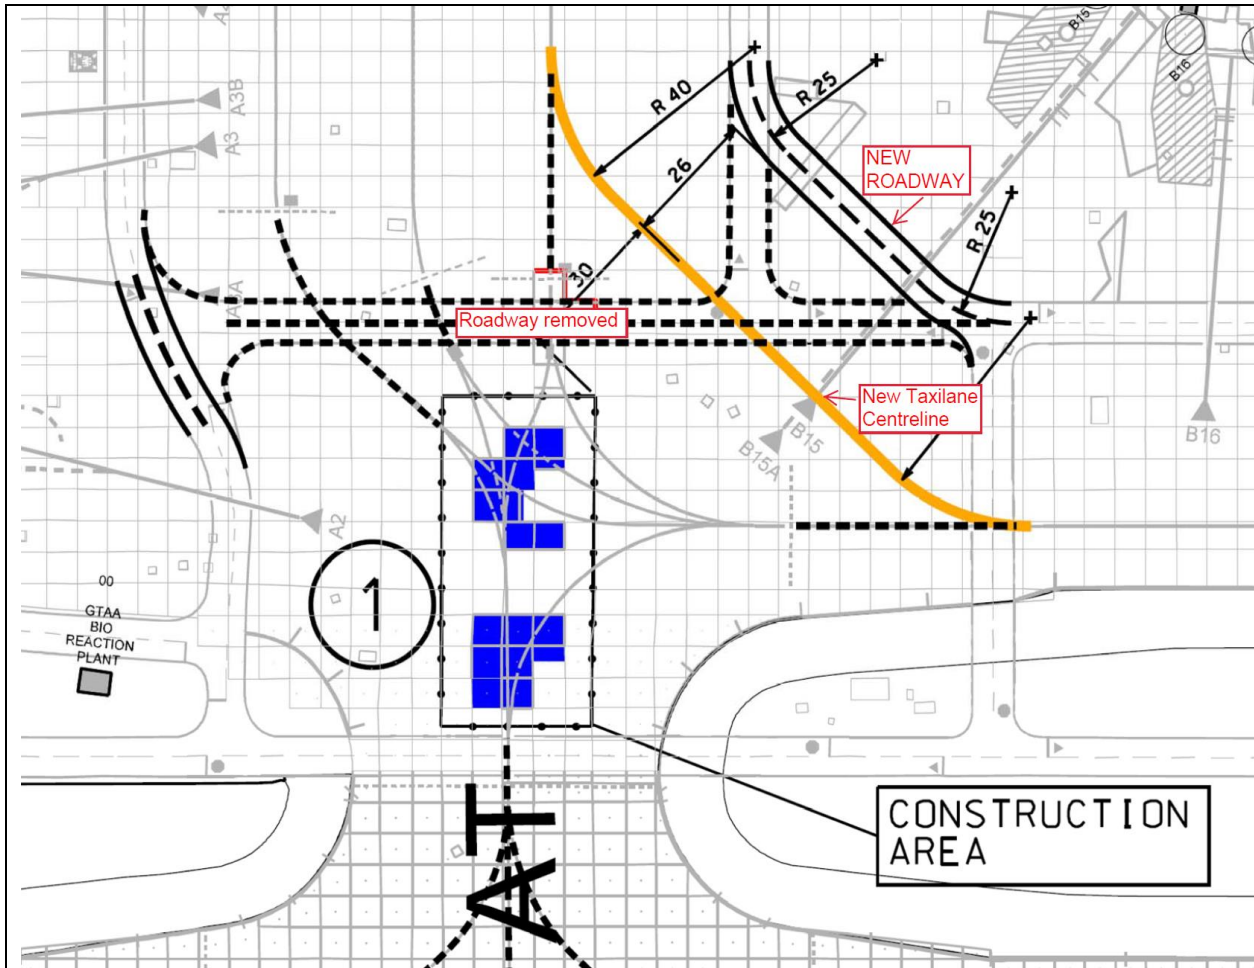 B15
B16
A3B
A3
R 40
R 25
26
NEW
ROADWAY
R 25
30
Roadway removed
New Taxilane
Centreline
B15
B15A
B16
A2
1
00
GTAA
BIO
REACTION
PLANT
CONSTRUCTION
AREA
AT